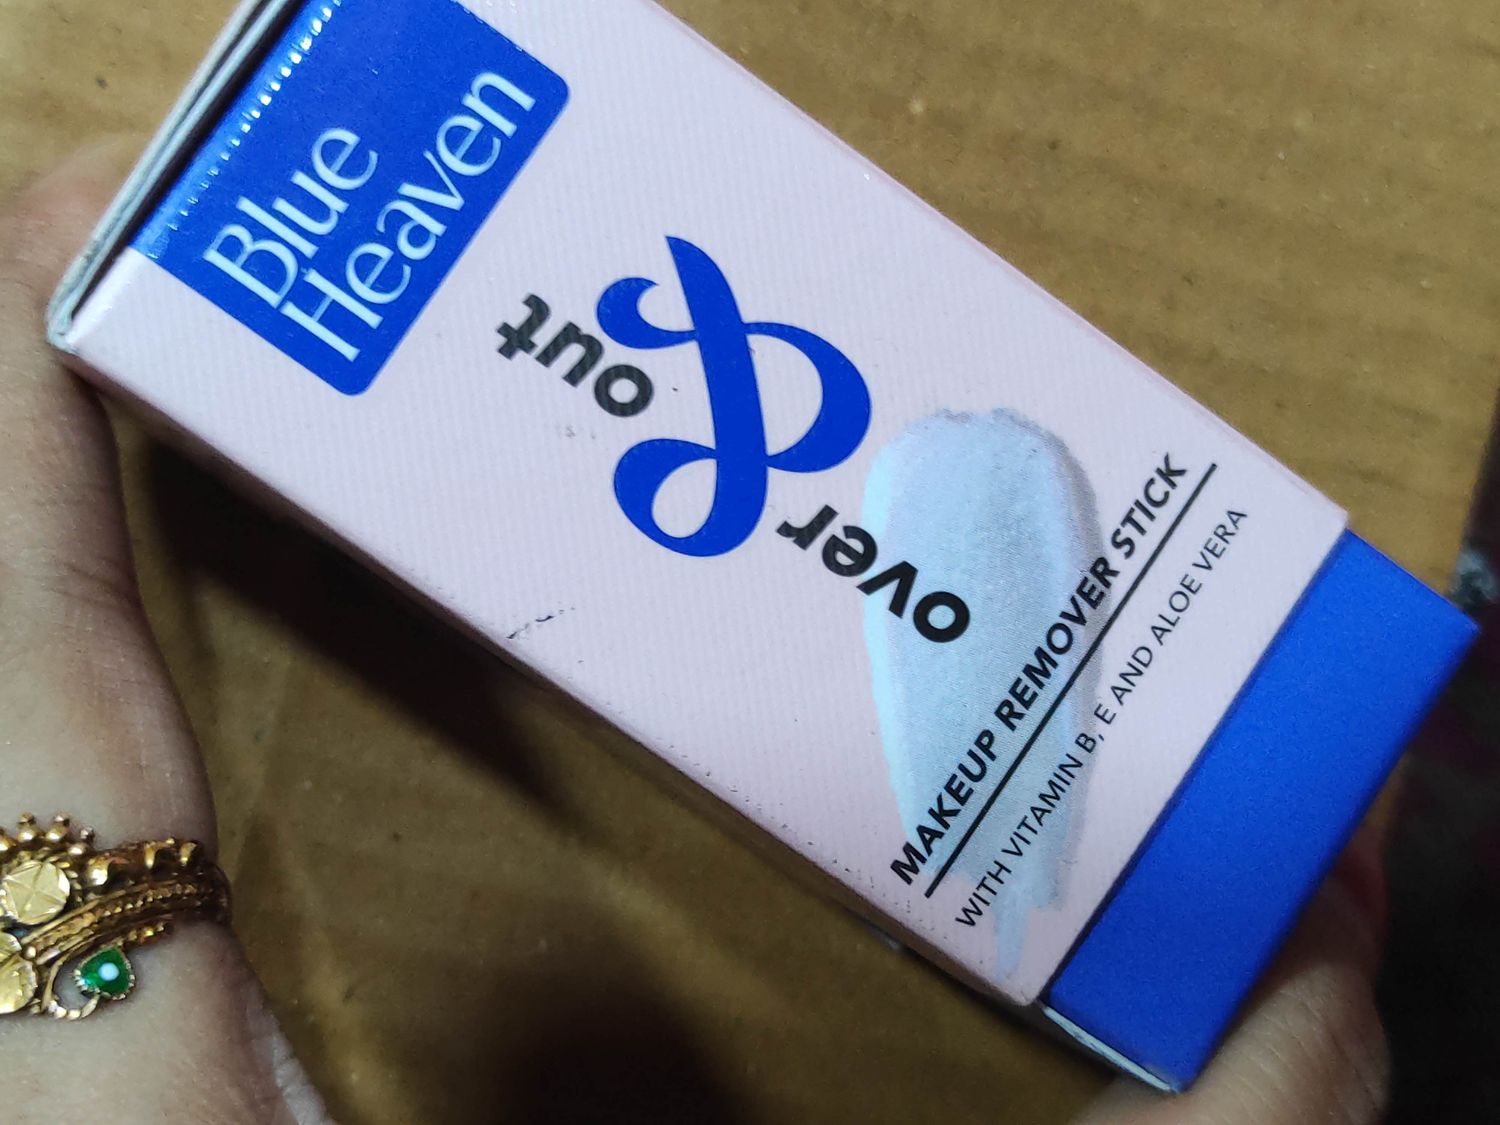 Blue
Heaven
over
&
out
MAKEUP REMOVER STICK
WITH VITAMIN B, E AND ALOE VERA